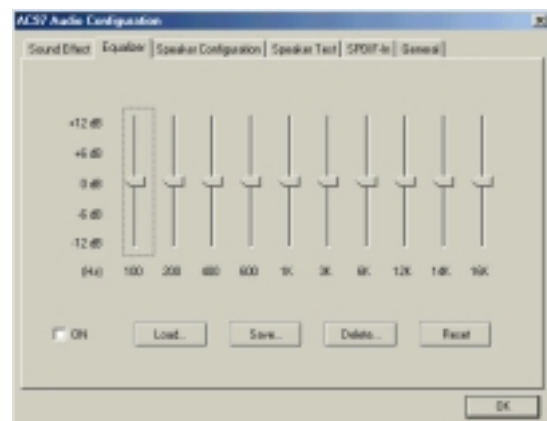 AC97 Audio Configuration
Sound Effect Equalizer Speaker Configuration Speaker Test SPDIF-In General
+12 dB
+6 dB
0 dB
-6 dB
-12 dB
(Hz) 100 200 400 600 1K 3K 6K 12K 14K 16K
ON Load... Save... Delete... Reset
OK